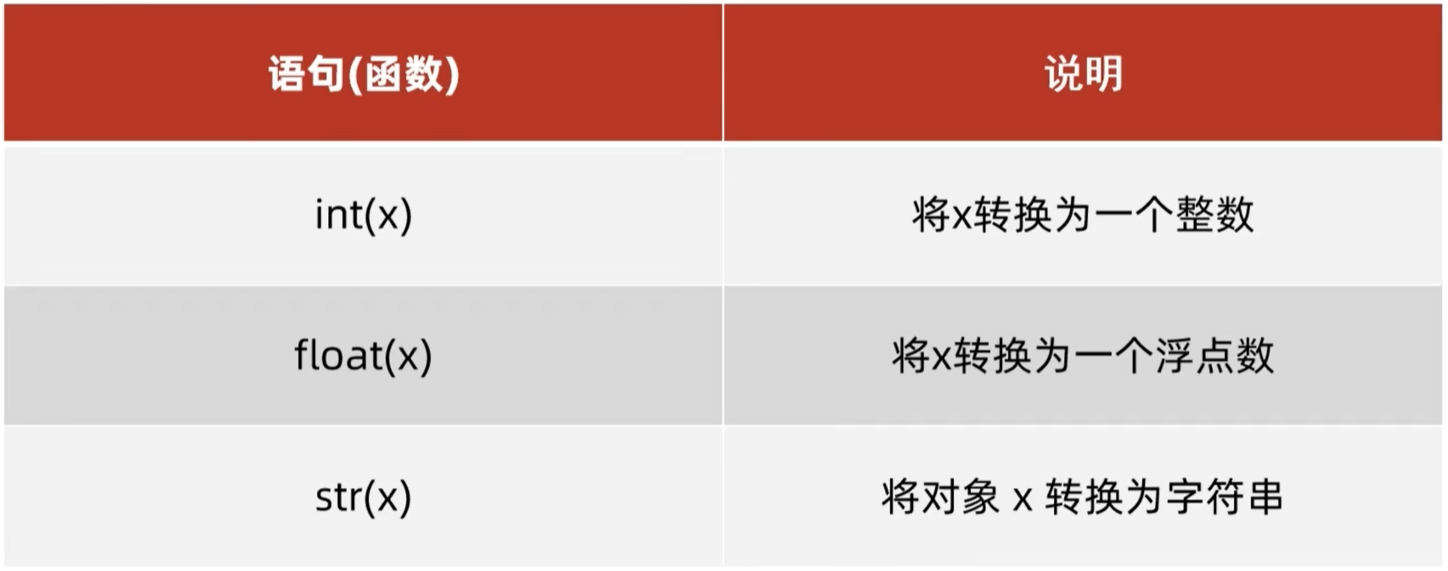 语句(函数)
说明
int(x)
将x转换为一个整数
float(x)
将x转换为一个浮点数
str(x)
将对象 x 转换为字符串